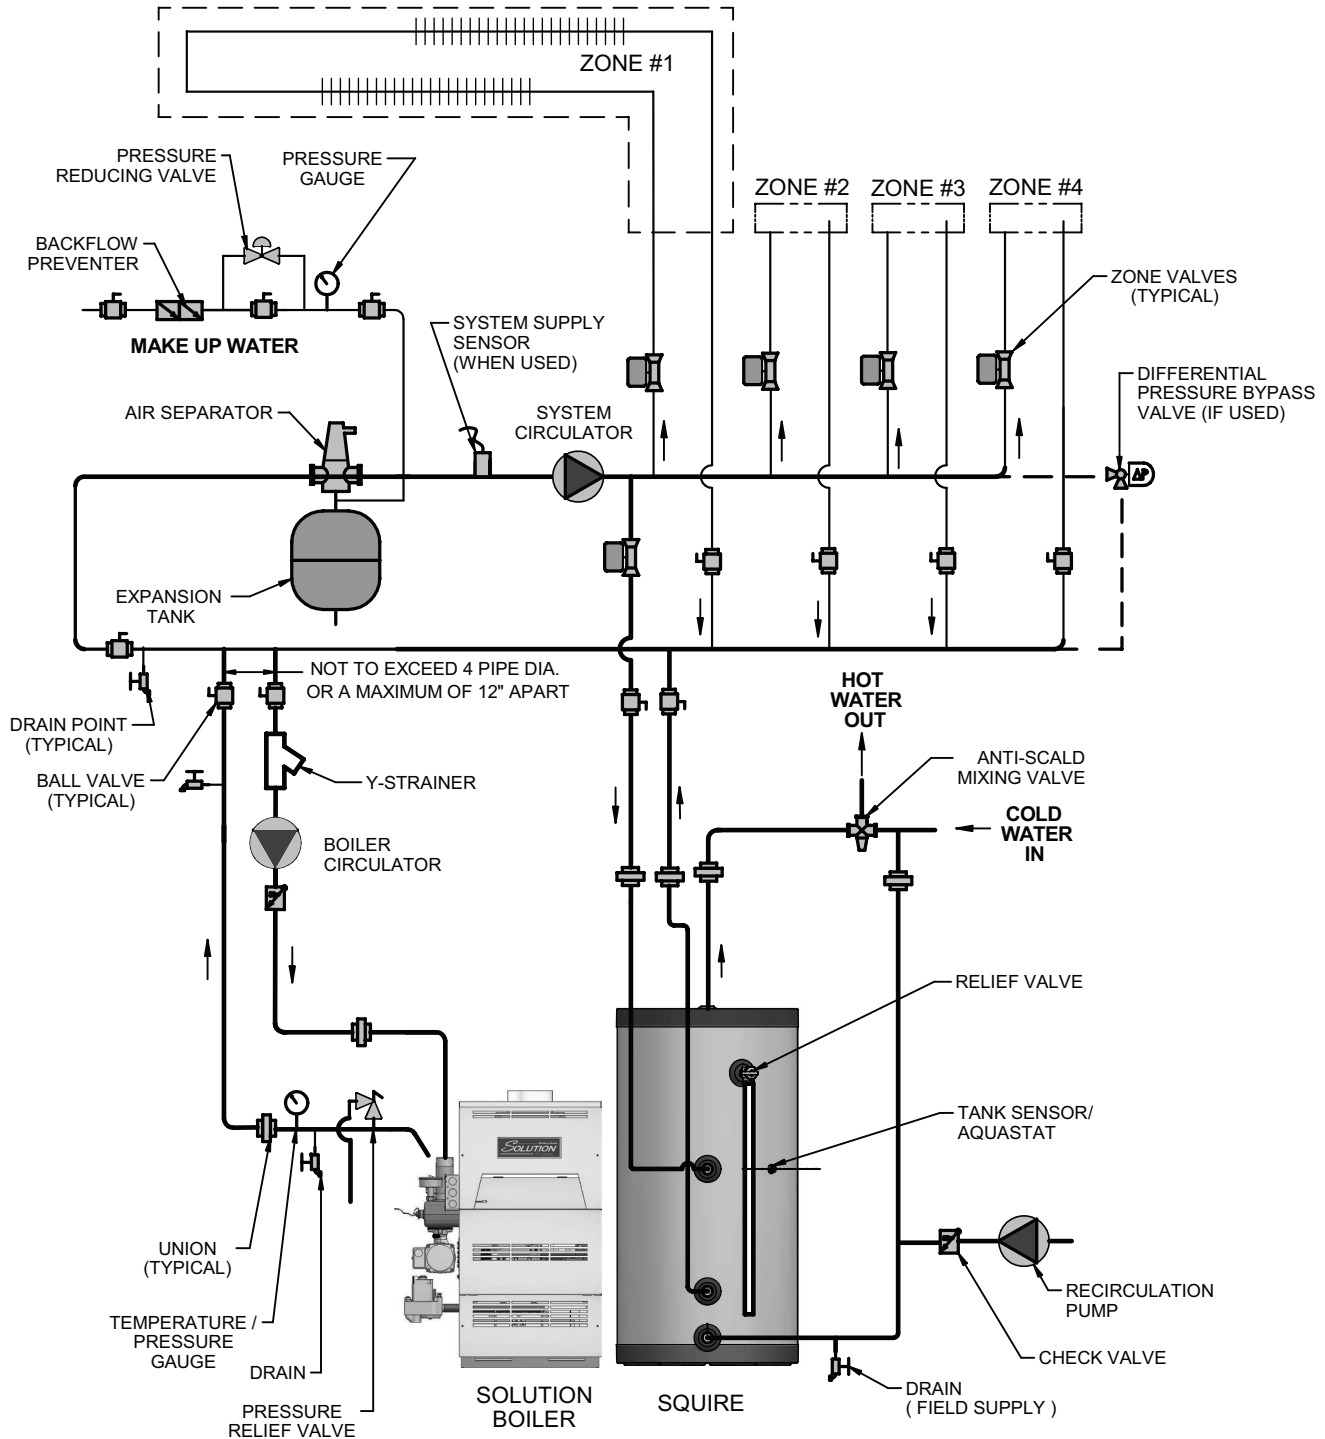 ZONE #1
PRESSURE
REDUCING VALVE
PRESSURE
GAUGE
ZONE #2
ZONE #3
ZONE #4
BACKFLOW
PREVENTER
ZONE VALVES
(TYPICAL)
MAKE UP WATER
SYSTEM SUPPLY
SENSOR
(WHEN USED)
DIFFERENTIAL
PRESSURE BYPASS
VALVE (IF USED)
AIR SEPARATOR
SYSTEM
CIRCULATOR
ΔP
EXPANSION
TANK
NOT TO EXCEED 4 PIPE DIA.
OR A MAXIMUM OF 12" APART
HOT
WATER
OUT
DRAIN POINT
(TYPICAL)
BALL VALVE
(TYPICAL)
Y-STRAINER
ANTI-SCALD
MIXING VALVE
COLD
WATER
IN
BOILER
CIRCULATOR
RELIEF VALVE
TANK SENSOR/
AQUASTAT
SOLUTION
UNION
(TYPICAL)
TEMPERATURE /
PRESSURE
GAUGE
DRAIN
PRESSURE
RELIEF VALVE
RECIRCULATION
PUMP
CHECK VALVE
DRAIN
( FIELD SUPPLY )
SOLUTION
BOILER
SQUIRE